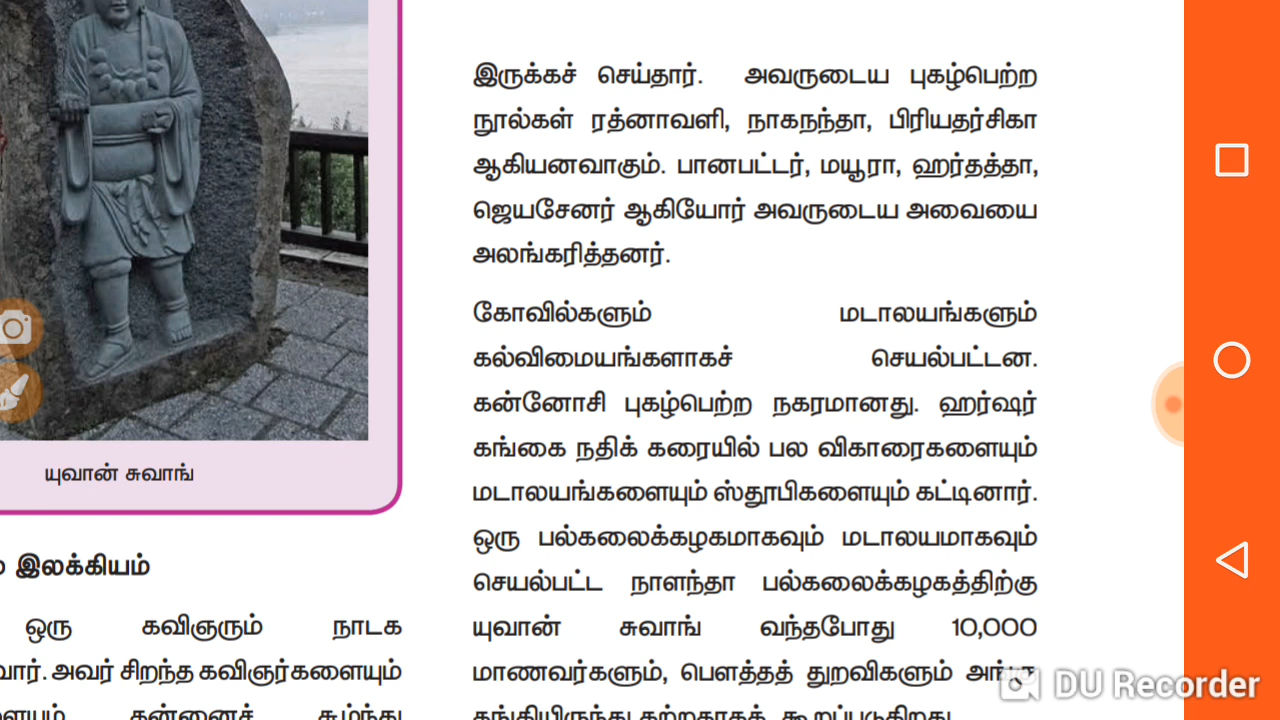 யுவான் சுவாங்
இலக்கியம்
ஒரு கவிஞரும் நாடக
அவர் சிறந்த கவிஞர்களையும்
இருக்கச் செய்தார். அவருடைய புகழ்பெற்ற
நூல்கள் ரத்னாவளி, நாகநந்தா, பிரியதர்சிகா
ஆகியனவாகும். பானபட்டர், மயூரா, ஹர்தத்தா,
ஜெயசேனர் ஆகியோர் அவருடைய அவையை
அலங்கரித்தனர்.
கோவில்களும் மடாலயங்களும்
கல்விமையங்களாகச் செயல்பட்டன.
கன்னோசி புகழ்பெற்ற நகரமானது. ஹர்ஷர்
கங்கை நதிக் கரையில் பல விகாரைகளையும்
மடாலயங்களையும் ஸ்தூபிகளையும் கட்டினார்.
ஒரு பல்கலைக்கழகமாகவும் மடாலயமாகவும்
செயல்பட்ட நாளந்தா பல்கலைக்கழகத்திற்கு
யுவான் சுவாங் வந்தபோது 10,000
மாணவர்களும், பௌத்தத் துறவிகளும்
DU Recorder